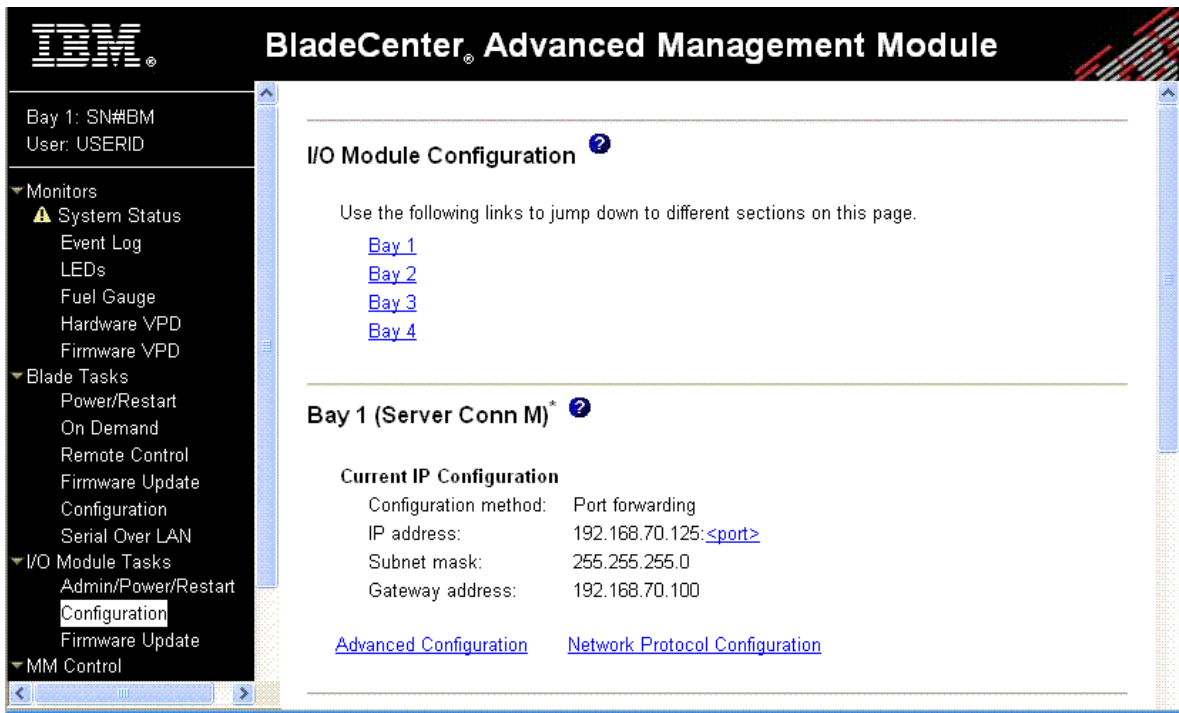 IBM®
BladeCenter® Advanced Management Module
Bay 1: SN#IBM
User: USERID
Monitors
System Status
Event Log
LEDs
Fuel Gauge
Hardware VPD
Firmware VPD
Blade Tasks
Power/Restart
On Demand
Remote Control
Firmware Update
Configuration
Serial Over LAN
I/O Module Tasks
Admin/Power/Restart
Configuration
Firmware Update
MM Control
I/O Module Configuration ?
Use the following links to jump down to different sections on this page.
Bay 1
Bay 2
Bay 3
Bay 4
Bay 1 (Server Conn M)* ?
Current IP Configuration
Configuration method: Port forwarding
IP address: 192.168.70.125:<port>
Subnet mask: 255.255.255.0
Gateway address: 192.168.70.100
Advanced Configuration Network Protocol Configuration